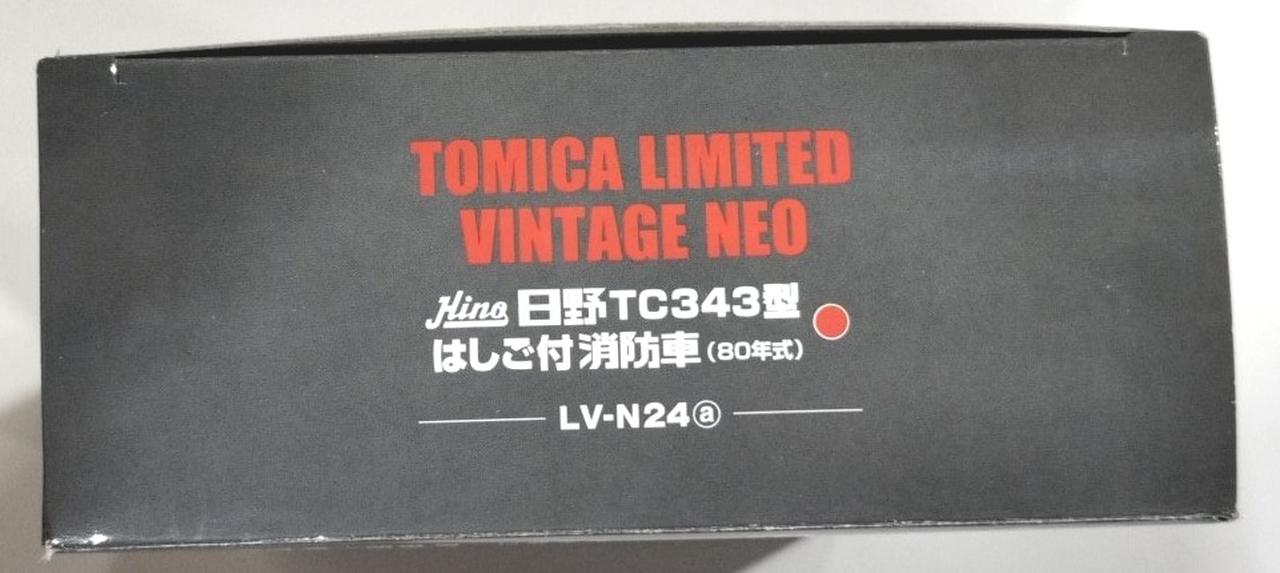 TOMICA LIMITED
VINTAGE NEO
Hino 日野TC343型
はしご付消防車(80年式)
LV-N24ⓐ